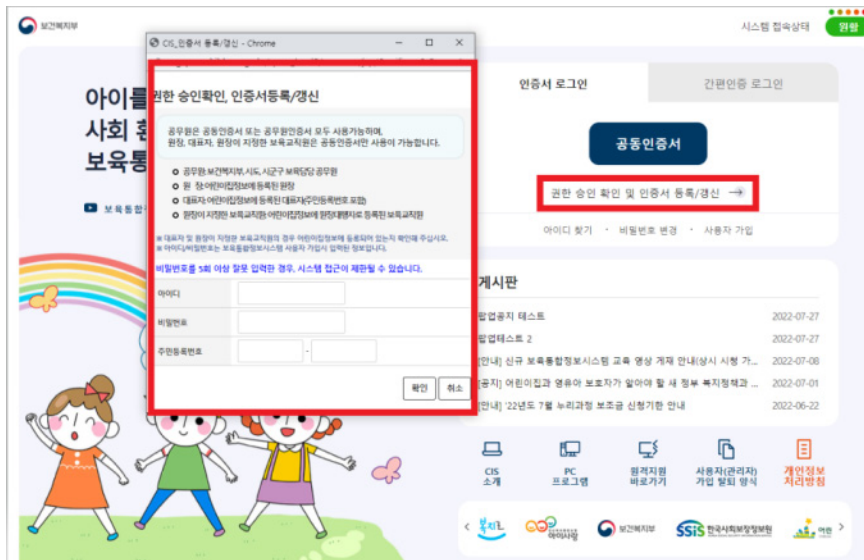 보건복지부
시스템 접속상태 원활
CIS_인증서 등록/갱신 - Chrome
아이를
사회
보육통
보육통합
권한 승인확인, 인증서등록/갱신
공무원은 공동인증서 또는 공무원인증서 모두 사용가능하며,
원장, 대표자, 원장이 지정한 보육교직원은 공동인증서만 사용이 가능합니다.
공무원:보건복지부,시도,시군구 보육담당 공무원
원 장:어린이집정보에 등록된 원장
대표자:어린이집정보에 등록된 대표자(주민등록번호 포함)
원장이 지정한 보육교직원:어린이집정보에 원장대행자로 등록된 보육교직원
※ 대표자 및 원장이 지정한 보육교직원의 경우 어린이집정보에 등록되어 있는지 확인해 주십시오.
※ 아이디/비밀번호는 보육통합정보시스템 사용자 가입시 입력된 정보입니다.
비밀번호를 5회 이상 잘못 입력한 경우, 시스템 접근이 제한될 수 있습니다.
아이디
비밀번호
주민등록번호 -
확인 취소
인증서 로그인 간편인증 로그인
공동인증서
권한 승인 확인 및 인증서 등록/갱신 →
아이디 찾기 · 비밀번호 변경 · 사용자 가입
게시판
팝업공지 테스트 2022-07-27
팝업테스트 2 2022-07-27
[안내] 신규 보육통합정보시스템 교육 영상 게재 안내(상시 시청 가... 2022-07-08
[공지] 어린이집과 영유아 보호자가 알아야 할 새 정부 복지정책과 ... 2022-07-01
[안내] '22년도 7월 누리과정 보조금 신청기한 안내 2022-06-22
CIS
소개
PC
프로그램
원격지원
바로가기
사용자(관리자)
가입 탈퇴 양식
개인정보
처리방침
복지로 아이사랑 보건복지부 SSiS 한국사회보장정보원 어린